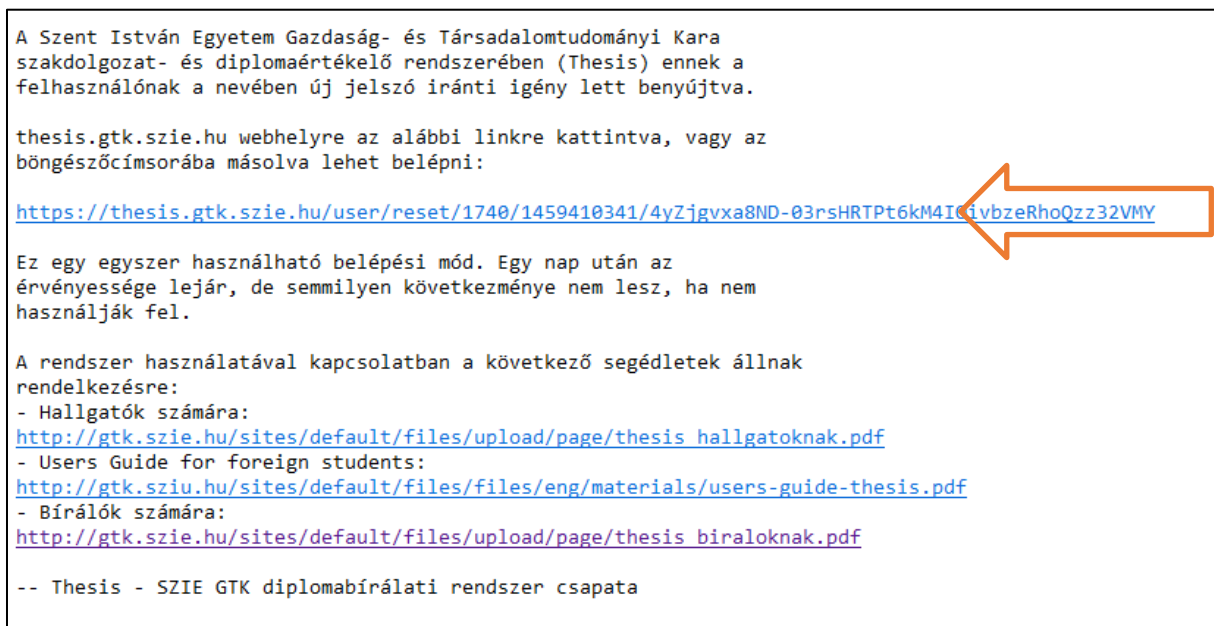 A Szent István Egyetem Gazdaság- és Társadalomtudományi Kara
szakdolgozat- és diplomaértékelő rendszerében (Thesis) ennek a
felhasználónak a nevében új jelszó iránti igény lett benyújtva.
thesis.gtk.szie.hu webhelyre az alábbi linkre kattintva, vagy az
böngészőcímsorába másolva lehet belépni:
https://thesis.gtk.szie.hu/user/reset/1740/1459410341/4yZjgvxa8ND-03rsHRTPt6kM4IOivbzeRhoQzz32VMY
Ez egy egyszer használható belépési mód. Egy nap után az
érvényessége lejár, de semmilyen következménye nem lesz, ha nem
használják fel.
A rendszer használatával kapcsolatban a következő segédletek állnak
rendelkezésre:
- Hallgatók számára:
http://gtk.szie.hu/sites/default/files/upload/page/thesis_hallgatoknak.pdf
- Users Guide for foreign students:
http://gtk.sziu.hu/sites/default/files/files/eng/materials/users-guide-thesis.pdf
- Bírálók számára:
http://gtk.szie.hu/sites/default/files/upload/page/thesis_biraloknak.pdf
-- Thesis - SZIE GTK diplomabírálati rendszer csapata